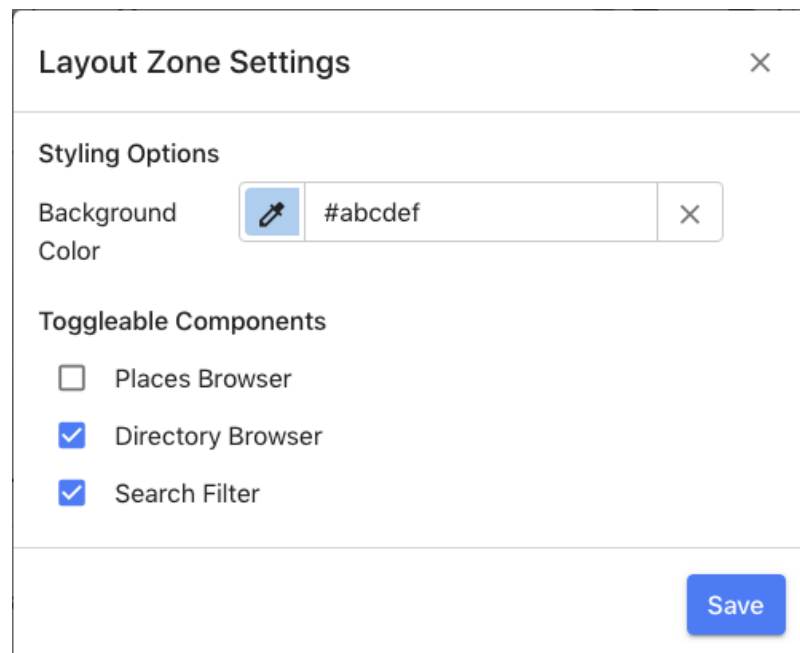 Layout Zone Settings
Styling Options
Background
Color
#abcdef
Toggleable Components
Places Browser
Directory Browser
Search Filter
Save